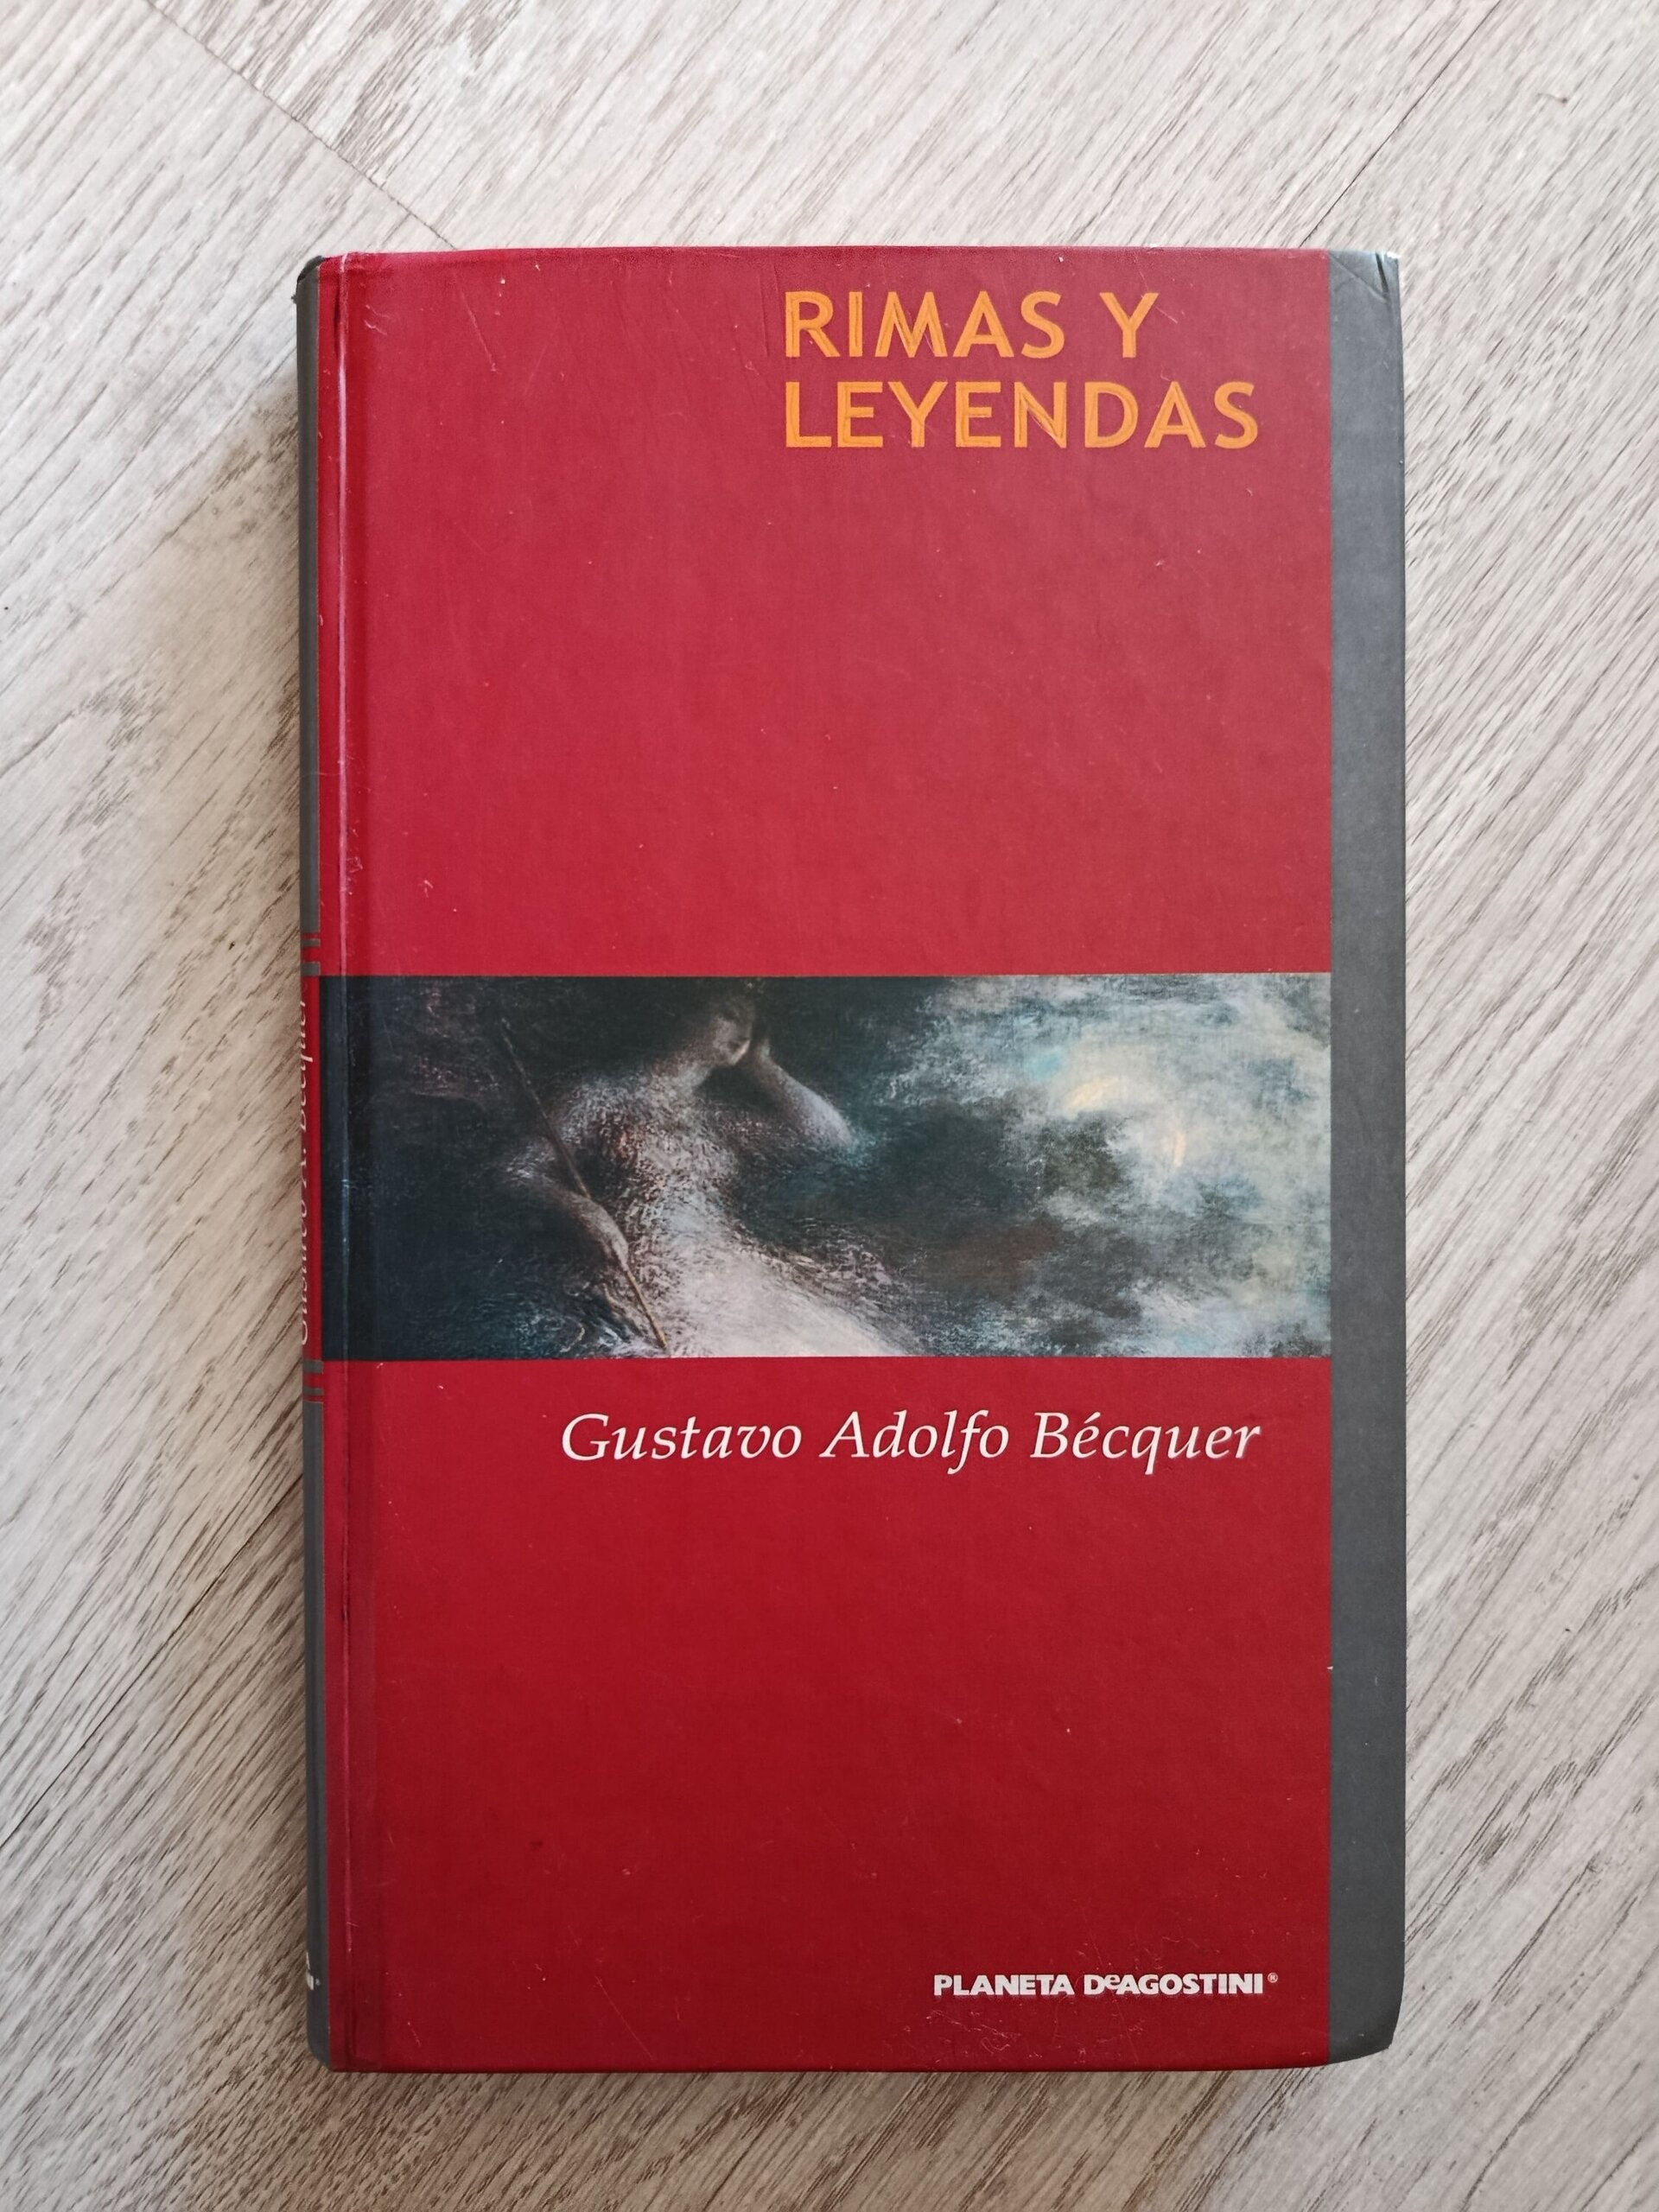 RIMAS Y
LEYENDAS
Gustavo Adolfo Bécquer
PLANETA DeAGOSTINI®